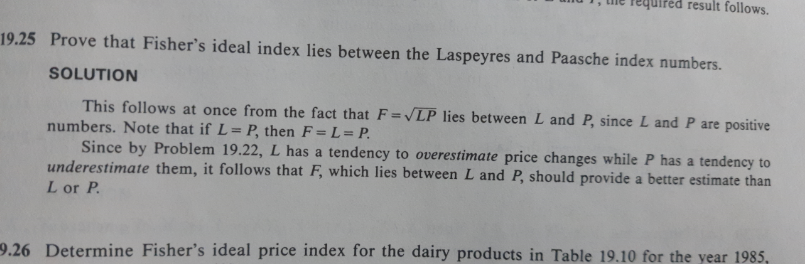 the required result follows.
19.25 Prove that Fisher's ideal index lies between the Laspeyres and Paasche index numbers.
SOLUTION
This follows at once from the fact that F = √LP lies between L and P, since L and P are positive
numbers. Note that if L = P, then F = L = P.
Since by Problem 19.22, L has a tendency to overestimate price changes while P has a tendency to
underestimate them, it follows that F, which lies between L and P, should provide a better estimate than
L or P.
9.26 Determine Fisher's ideal price index for the dairy products in Table 19.10 for the year 1985,